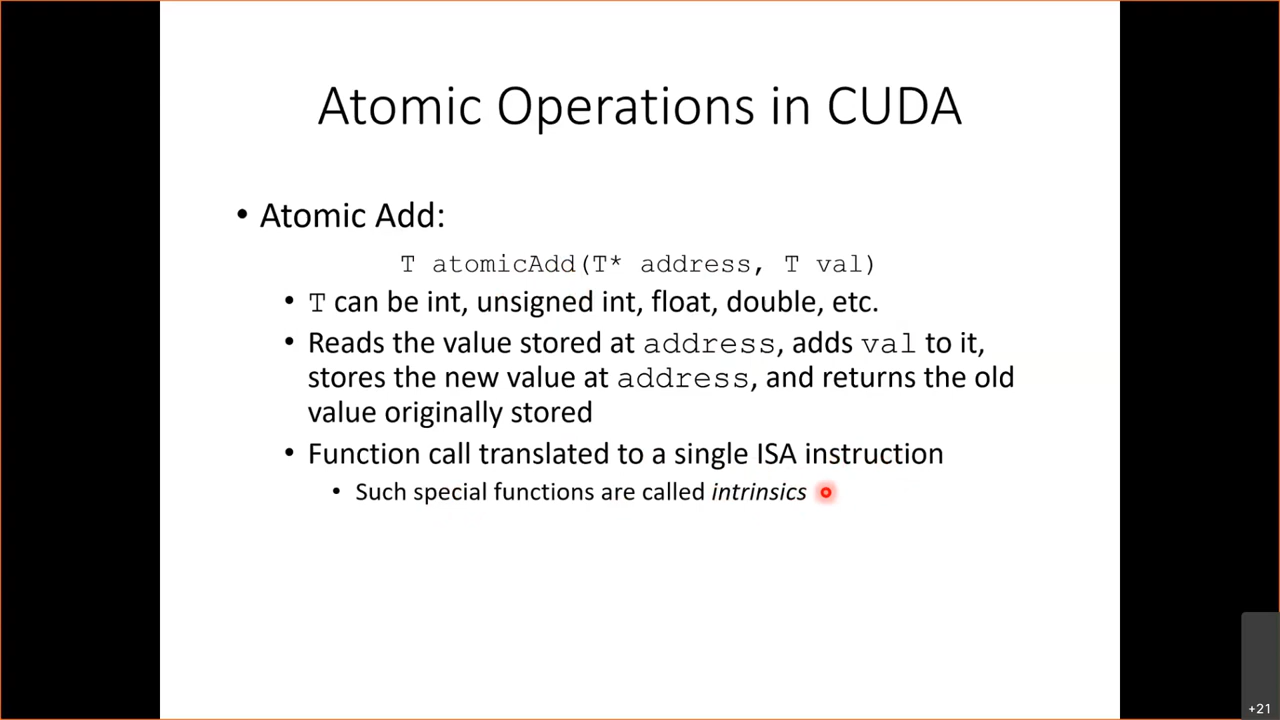 Atomic Operations in CUDA
• Atomic Add:
T atomicAdd(T* address, T val)
• T can be int, unsigned int, float, double, etc.
• Reads the value stored at address, adds val to it,
stores the new value at address, and returns the old
value originally stored
• Function call translated to a single ISA instruction
• Such special functions are called intrinsics
+21